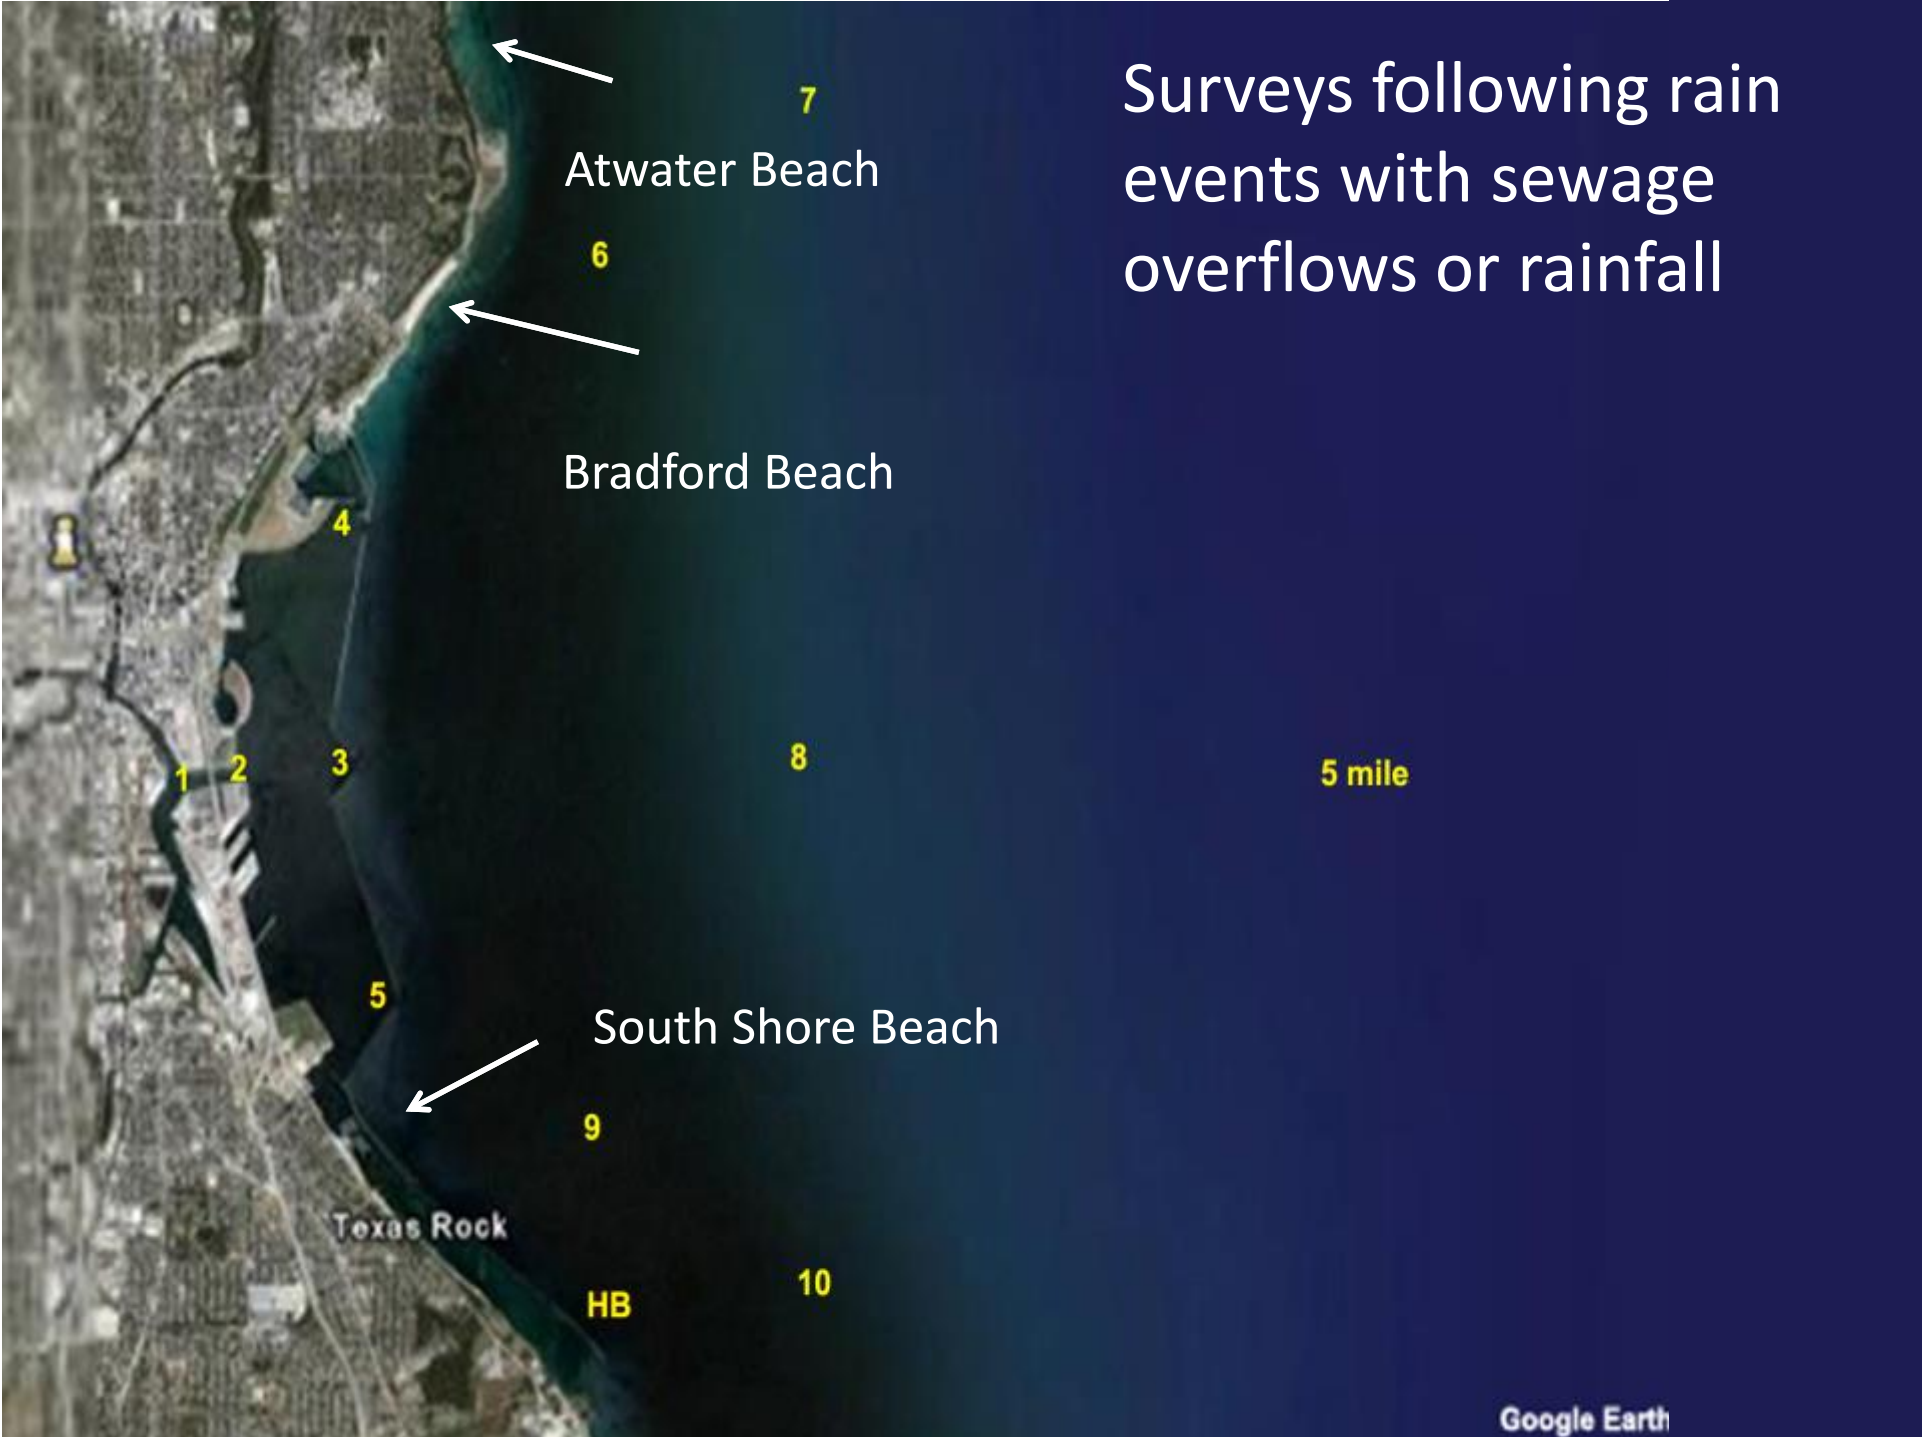 Surveys following rain
events with sewage
overflows or rainfall
7
Atwater Beach
6
Bradford Beach
4
1
2
3
8
5 mile
5
South Shore Beach
9
Texas Rock
HB
10
Google Earth